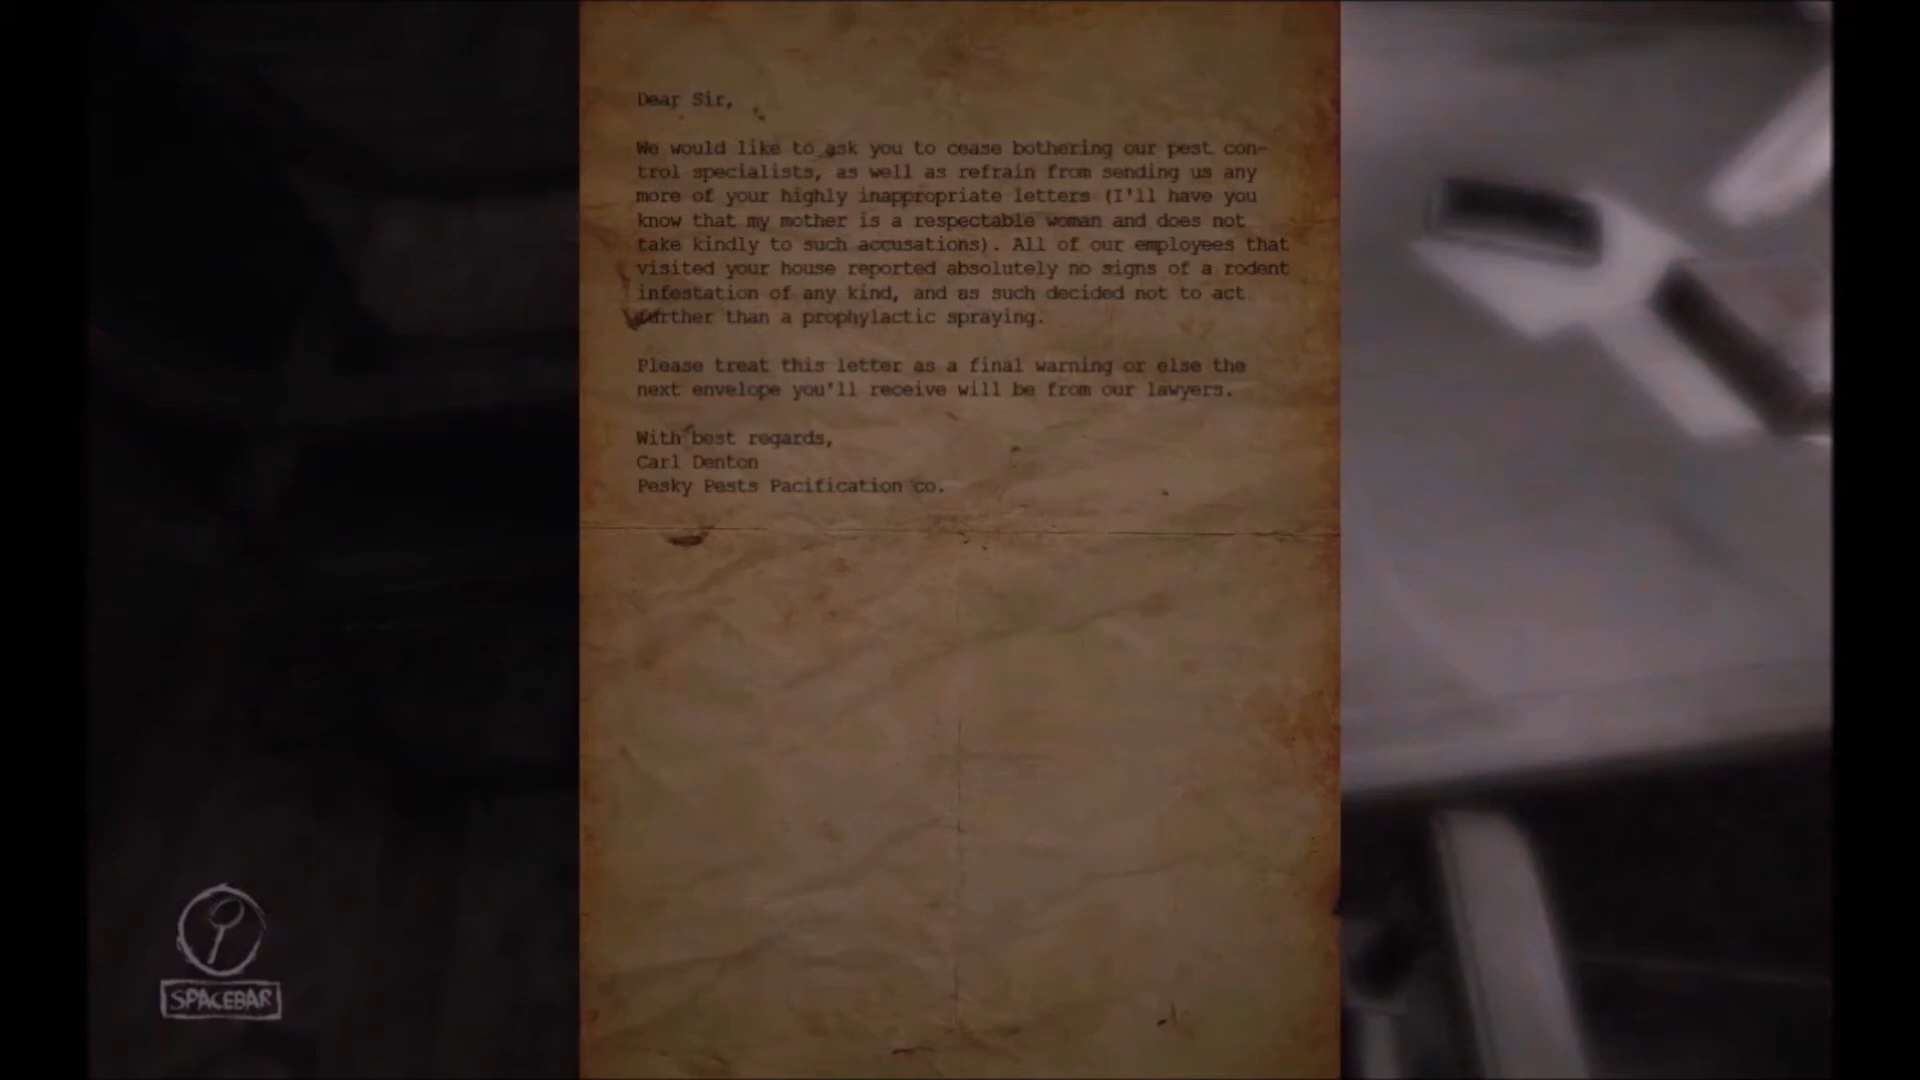 Dear Sir,
We would like to ask you to cease bothering our pest con-
trol specialists, as well as refrain from sending us any
more of your highly inappropriate letters (I'll have you
know that my mother is a respectable woman and does not
take kindly to such accusations). All of our employees that
visited your house reported absolutely no signs of a rodent
infestation of any kind, and as such decided not to act
further than a prophylactic spraying.
Please treat this letter as a final warning or else the
next envelope you'll receive will be from our lawyers.
With best regards,
Carl Denton
Pesky Pests Pacification co.
SPACEBAR